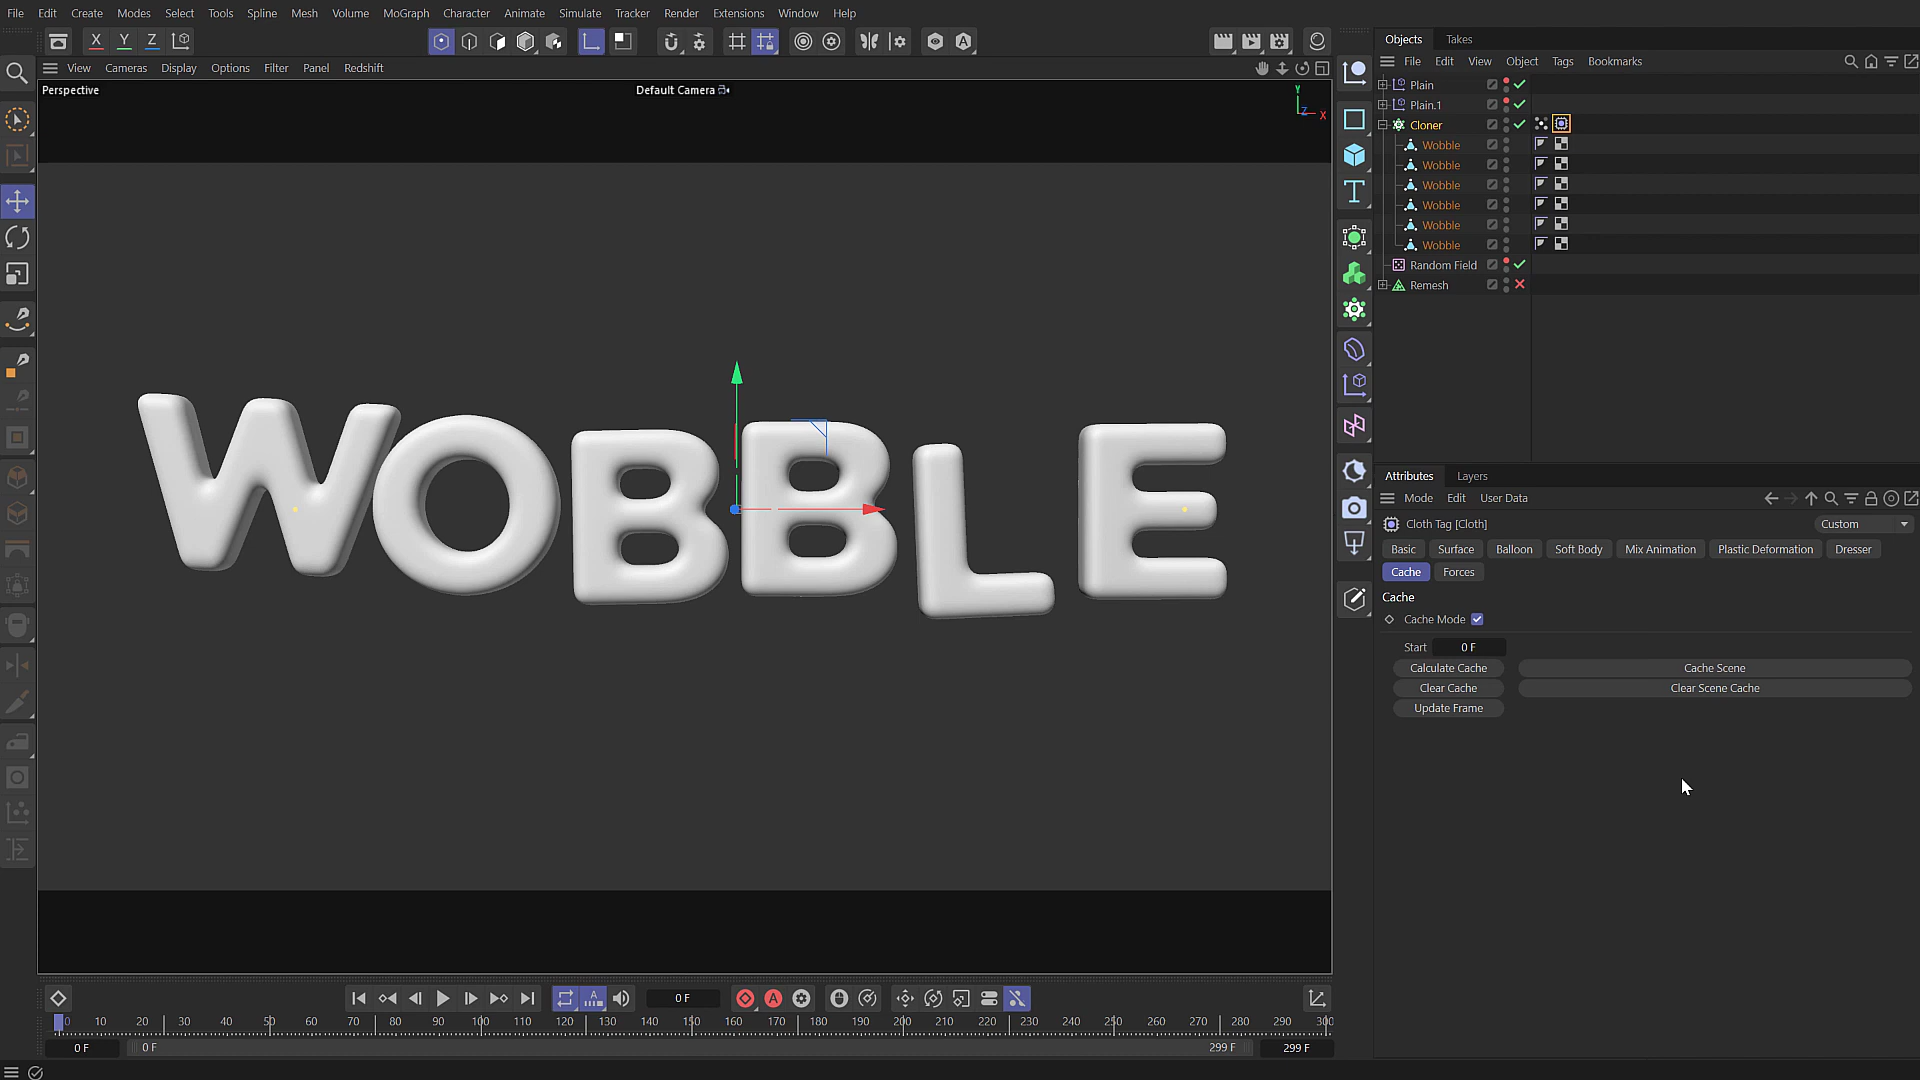 File Edit Create Modes Select Tools Spline Mesh Volume MoGraph Character Animate Simulate Tracker Render Extensions Window Help
X Y Z
View Cameras Display Options Filter Panel Redshift
Perspective
Default Camera
Y
Z
X
WOBBLE
Objects Takes
File Edit View Object Tags Bookmarks
Plain
Plain.1
Cloner
Wobble
Wobble
Wobble
Wobble
Wobble
Wobble
Random Field
Remesh
Attributes Layers
Mode Edit User Data
Cloth Tag [Cloth]
Custom
Basic Surface Balloon Soft Body Mix Animation Plastic Deformation Dresser
Cache Forces
Cache
Cache Mode
Start 0 F
Calculate Cache Cache Scene
Clear Cache Clear Scene Cache
Update Frame
0 F
0 10 20 30 40 50 60 70 80 90 100 110 120 130 140 150 160 170 180 190 200 210 220 230 240 250 260 270 280 290 300
0 F 0 F 299 F 299 F